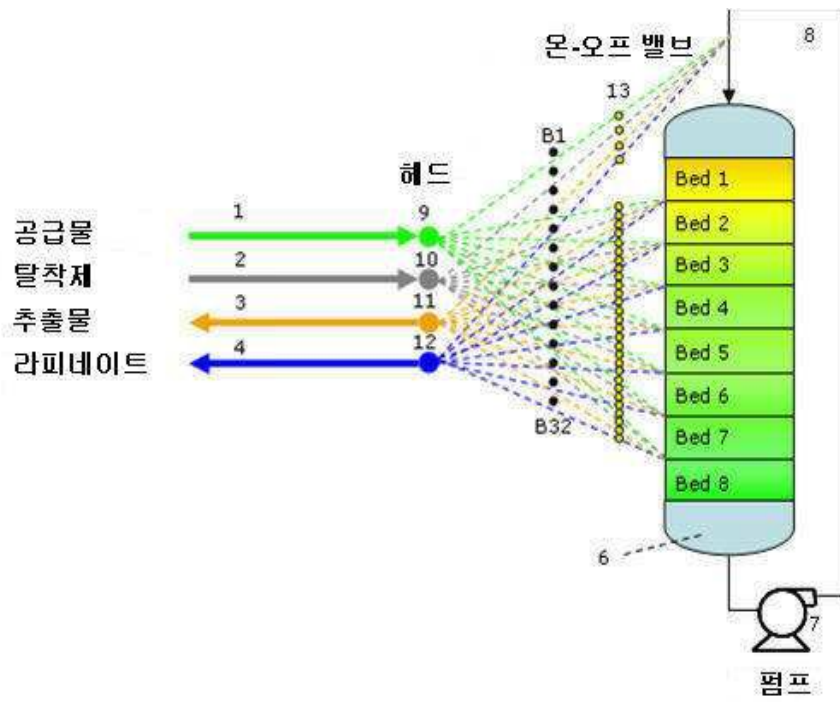 8
몬-오프 밸브
13
B1
헤드
Bed 1
1
9
Bed 2
공급물
2
10
Bed 3
탈착제
3
11
Bed 4
추출물
4
12
Bed 5
라피네이트
Bed 6
B32
Bed 7
Bed 8
6
7
펌프